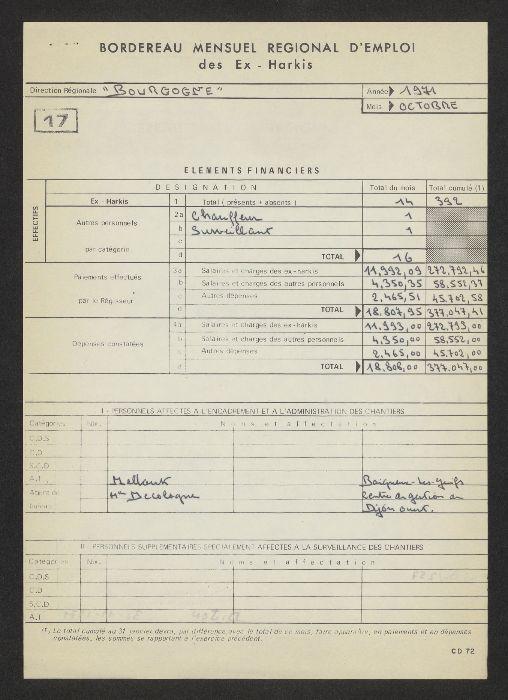 BORDEREAU MENSUEL REGIONAL D'EMPLOI
des Ex - Harkis
Direction Régionale "BOURGOGNE"
Année 1971
Mois OCTOBRE
17
ELEMENTS FINANCIERS
DESIGNATION Total du mois Total cumulé (1)
EFFECTIFS
Ex - Harkis 1 Total ( présents + absents ) 14 392
Autres personnels 2a Chauffeur 1
b Surveillant 1
par catégorie c
d TOTAL 16
Paiements effectués 3a Salaires et charges des ex-harkis 11.992,09 272.792,46
b Salaires et charges des autres personnels 4.350,35 58.552,37
par le Régisseur c Autres dépenses 2.465,51 45.702,58
d TOTAL 18.807,95 377.047,41
4a Salaires et charges des ex-harkis 11.993,00 272.793,00
Dépenses constatées b Salaires et charges des autres personnels 4.350,00 58.552,00
c Autres dépenses 2.465,00 45.702,00
d TOTAL 18.808,00 377.047,00
I - PERSONNELS AFFECTES A L'ENCADREMENT ET A L'ADMINISTRATION DES CHANTIERS
Catégories Nbr. Noms et affectation
C.D.S
C.D
S.C.D
A.T. Baigneux-les-Juifs
Agent de Centre de gestion de
bureau Dijon
II - PERSONNELS SUPPLEMENTAIRES SPECIALEMENT AFFECTES A LA SURVEILLANCE DES CHANTIERS
Catégories Nbr. Noms et affectation
C.D.S
C.D
S.C.D
A.T
(1) Le total cumulé au 31 janvier devra, par différence avec le total de ce mois, faire apparaître, en paiements et en dépenses
constatées, les sommes se rapportant à l'exercice précédent.
CD 72